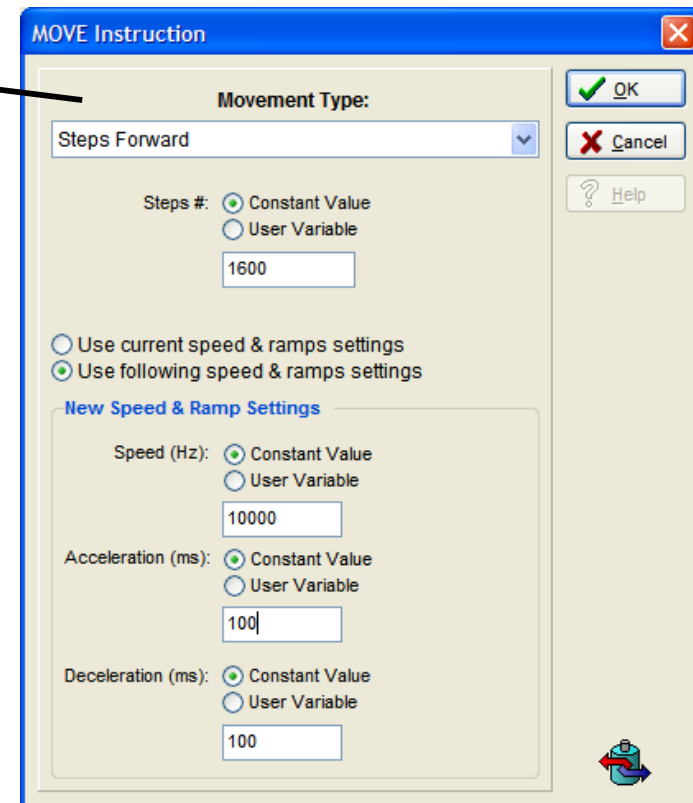 MOVE Instruction
Movement Type:
OK
Steps Forward
Cancel
Help
Steps #: Constant Value
User Variable
1600
Use current speed & ramps settings
Use following speed & ramps settings
New Speed & Ramp Settings
Speed (Hz): Constant Value
User Variable
10000
Acceleration (ms): Constant Value
User Variable
100
Deceleration (ms): Constant Value
User Variable
100